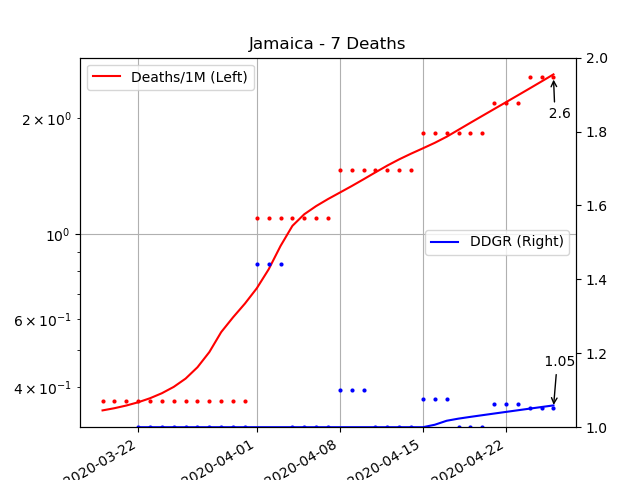 Jamaica - 7 Deaths
Deaths/1M (Left)
DDGR (Right)
2.6
1.05
2 × 10⁰
10⁰
6 × 10⁻¹
4 × 10⁻¹
2.0
1.8
1.6
1.4
1.2
1.0
2020-03-22
2020-04-01
2020-04-08
2020-04-15
2020-04-22